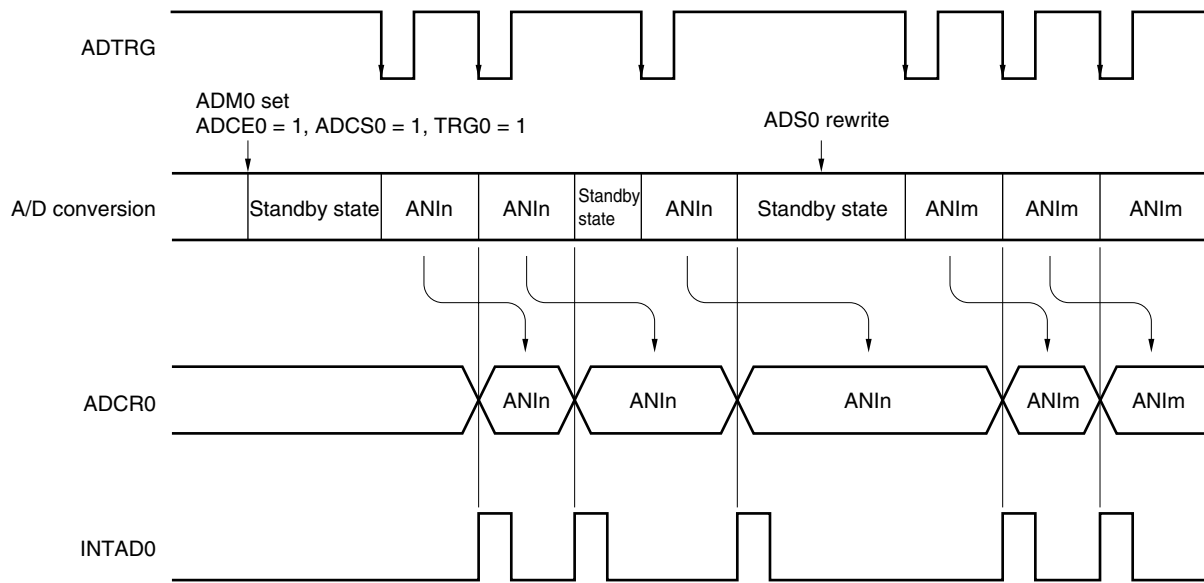 ADTRG
ADM0 set
ADCE0 = 1, ADCS0 = 1, TRG0 = 1
ADS0 rewrite
A/D conversion
Standby state
ANIn
ANIn
Standby
state
ANIn
Standby state
ANIm
ANIm
ANIm
ADCR0
ANIn
ANIn
ANIn
ANIm
ANIm
INTAD0